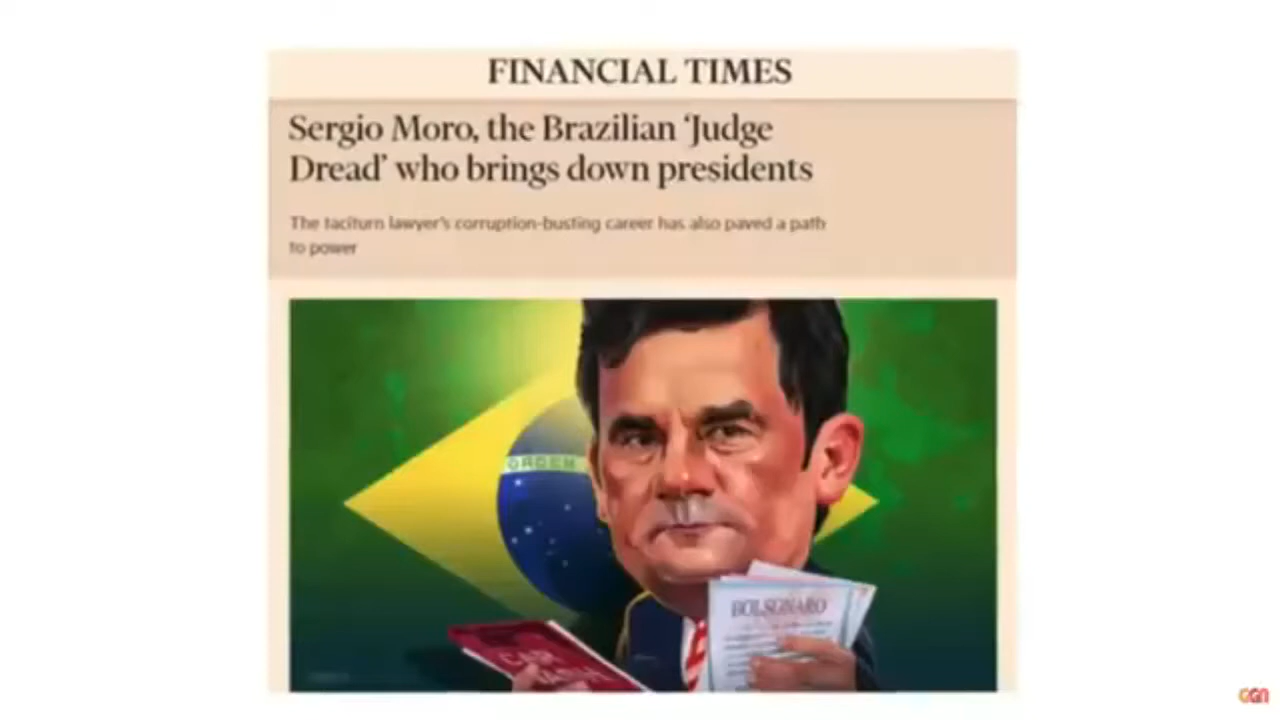 FINANCIAL TIMES
Sergio Moro, the Brazilian ‘Judge
Dread’ who brings down presidents
The taciturn lawyer's corruption-busting career has also paved a path
to power
ORDEM
BOLSONARO
GGN